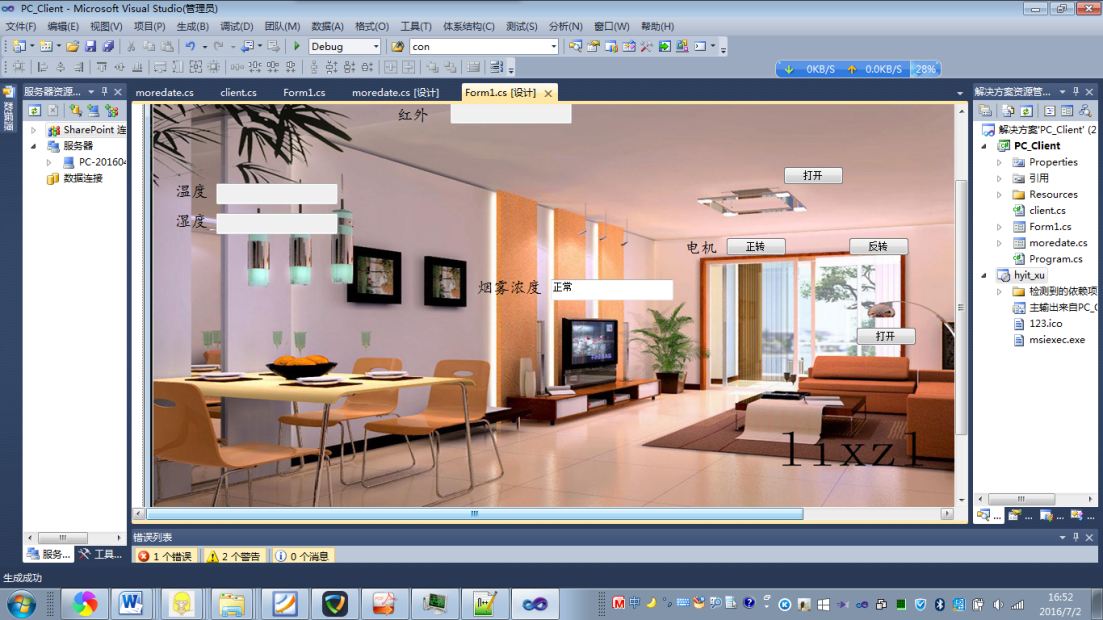 PC_Client - Microsoft Visual Studio(管理员)
文件(F) 编辑(E) 视图(V) 项目(P) 生成(B) 调试(D) 团队(M) 数据(A) 格式(O) 工具(T) 体系结构(C) 测试(S) 分析(N) 窗口(W) 帮助(H)
Debug con
0KB/S 0.0KB/S 28%
服务器资源...
moredate.cs client.cs Form1.cs moredate.cs [设计] Form1.cs [设计]
解决方案资源管...
数据源
SharePoint 连
服务器
PC-201604
数据连接
红外
温度
湿度
打开
电机 正转 反转
烟雾浓度 正常
打开
lixzl
解决方案'PC_Client' (2
PC_Client
Properties
引用
Resources
client.cs
Form1.cs
moredate.cs
Program.cs
hyit_xu
检测到的依赖项
主输出来自PC_C
123.ico
msiexec.exe
服务... 工具...
错误列表
1 个错误 2 个警告 0 个消息
生成成功
16:52
2016/7/2